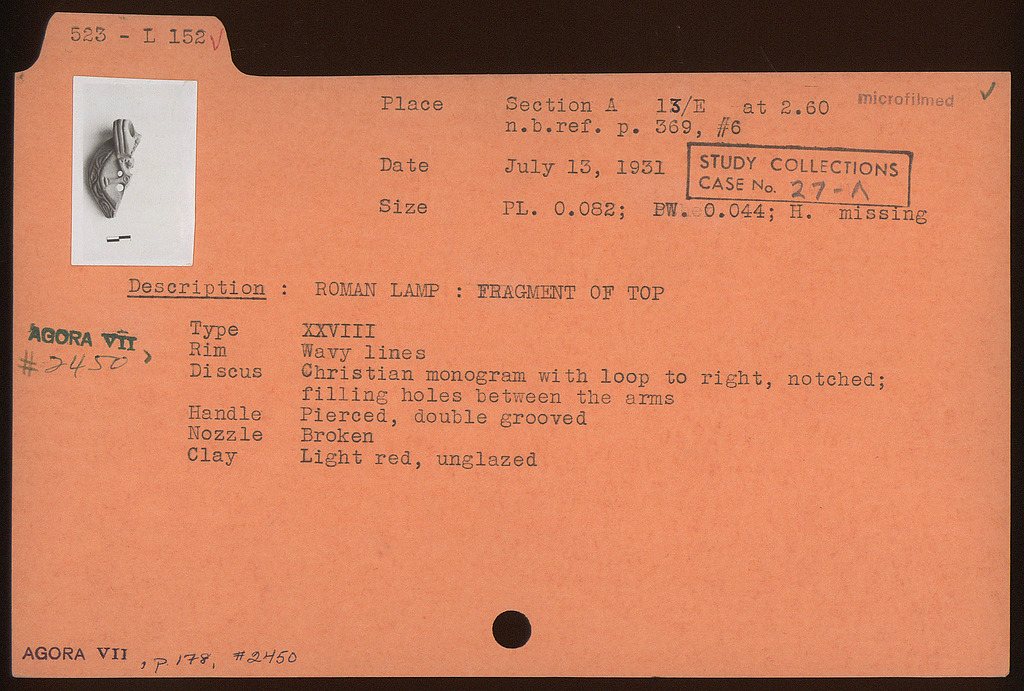 523 - L 152 ✓
microfilmed ✓
Place Section A 13/E at 2.60
n.b.ref. p. 369, #6
Date July 13, 1931
STUDY COLLECTIONS
CASE No. 27-A
Size PL. 0.082; PW. 0.044; H. missing
Description : ROMAN LAMP : FRAGMENT OF TOP
AGORA VII,
#2450
Type XXVIII
Rim Wavy lines
Discus Christian monogram with loop to right, notched;
filling holes between the arms
Handle Pierced, double grooved
Nozzle Broken
Clay Light red, unglazed
AGORA VII, p. 178, #2450